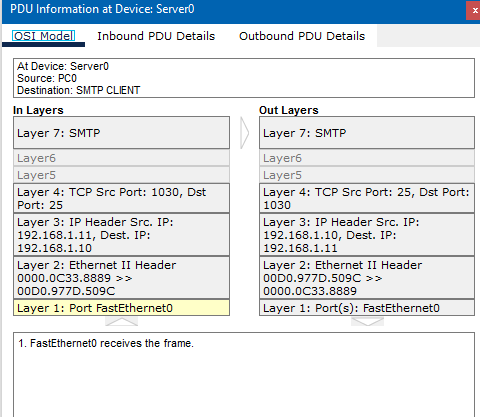 PDU Information at Device: Server0
OSI Model Inbound PDU Details Outbound PDU Details
At Device: Server0
Source: PC0
Destination: SMTP CLIENT
In Layers
Layer 7: SMTP
Layer6
Layer5
Layer 4: TCP Src Port: 1030, Dst
Port: 25
Layer 3: IP Header Src. IP:
192.168.1.11, Dest. IP:
192.168.1.10
Layer 2: Ethernet II Header
0000.0C33.8889 >>
00D0.977D.509C
Layer 1: Port FastEthernet0
Out Layers
Layer 7: SMTP
Layer6
Layer5
Layer 4: TCP Src Port: 25, Dst Port:
1030
Layer 3: IP Header Src. IP:
192.168.1.10, Dest. IP:
192.168.1.11
Layer 2: Ethernet II Header
00D0.977D.509C >>
0000.0C33.8889
Layer 1: Port(s): FastEthernet0
1. FastEthernet0 receives the frame.